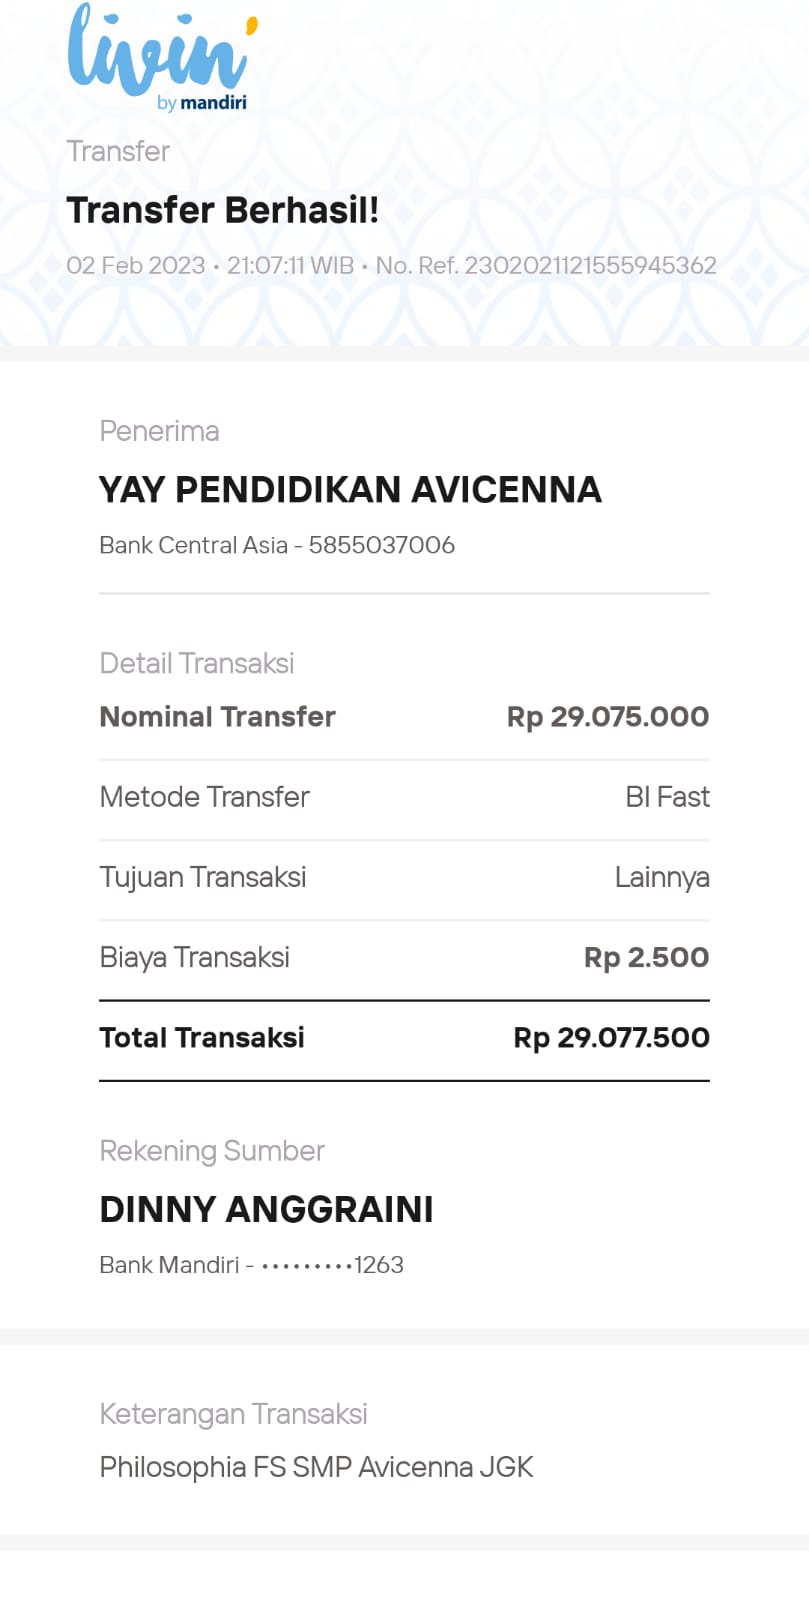 livin'
by mandiri
Transfer
Transfer Berhasil!
02 Feb 2023 • 21:07:11 WIB • No. Ref. 2302021121555945362
Penerima
YAY PENDIDIKAN AVICENNA
Bank Central Asia - 5855037006
Detail Transaksi
Nominal Transfer Rp 29.075.000
Metode Transfer BI Fast
Tujuan Transaksi Lainnya
Biaya Transaksi Rp 2.500
Total Transaksi Rp 29.077.500
Rekening Sumber
DINNY ANGGRAINI
Bank Mandiri - •••••••••1263
Keterangan Transaksi
Philosophia FS SMP Avicenna JGK